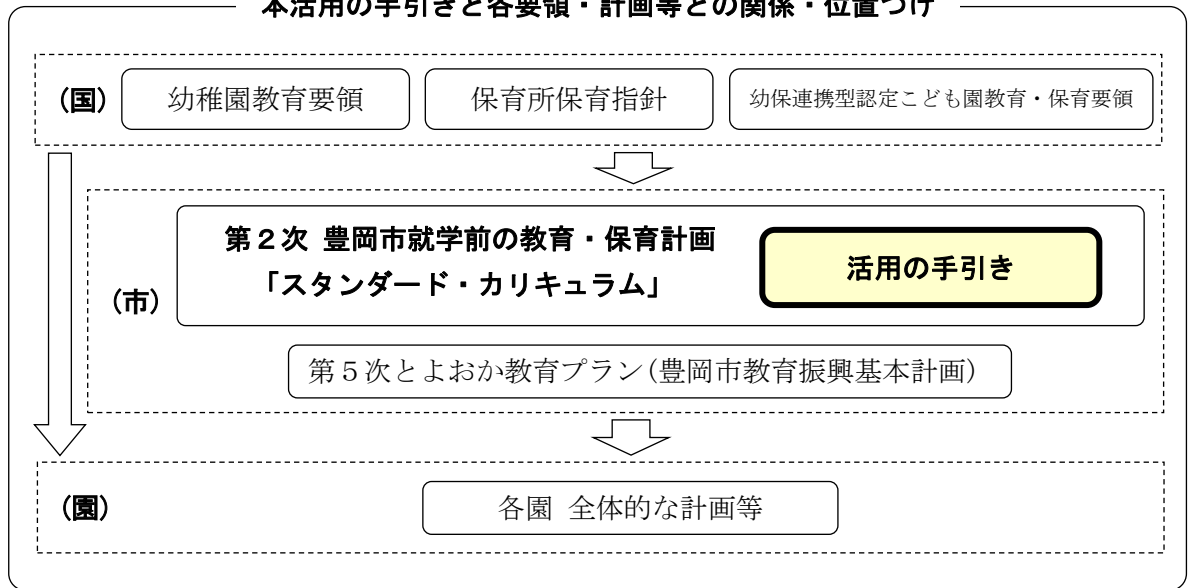 本活用の手引きと各要領・計画等との関係・位置づけ
(国) 幼稚園教育要領 保育所保育指針 幼保連携型認定こども園教育・保育要領
第２次 豊岡市就学前の教育・保育計画
「スタンダード・カリキュラム」
活用の手引き
(市)
第５次とよおか教育プラン(豊岡市教育振興基本計画)
(園) 各園 全体的な計画等